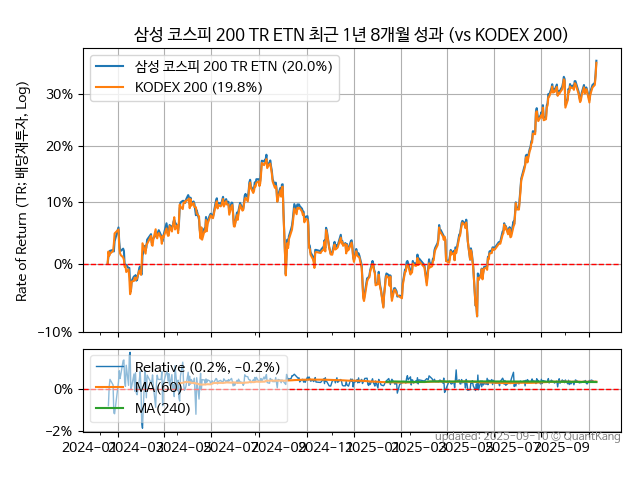 삼성 코스피 200 TR ETN 최근 1년 8개월 성과 (vs KODEX 200)
Rate of Return (TR; 배당재투자, Log)
삼성 코스피 200 TR ETN (20.0%)
KODEX 200 (19.8%)
30%
20%
10%
0%
−10%
Relative (0.2%, −0.2%)
MA(60)
MA(240)
0%
−2%
updated: 2025-09-10 © QuantKang
2024-01 2024-03 2024-05 2024-07 2024-09 2024-11 2025-01 2025-03 2025-05 2025-07 2025-09